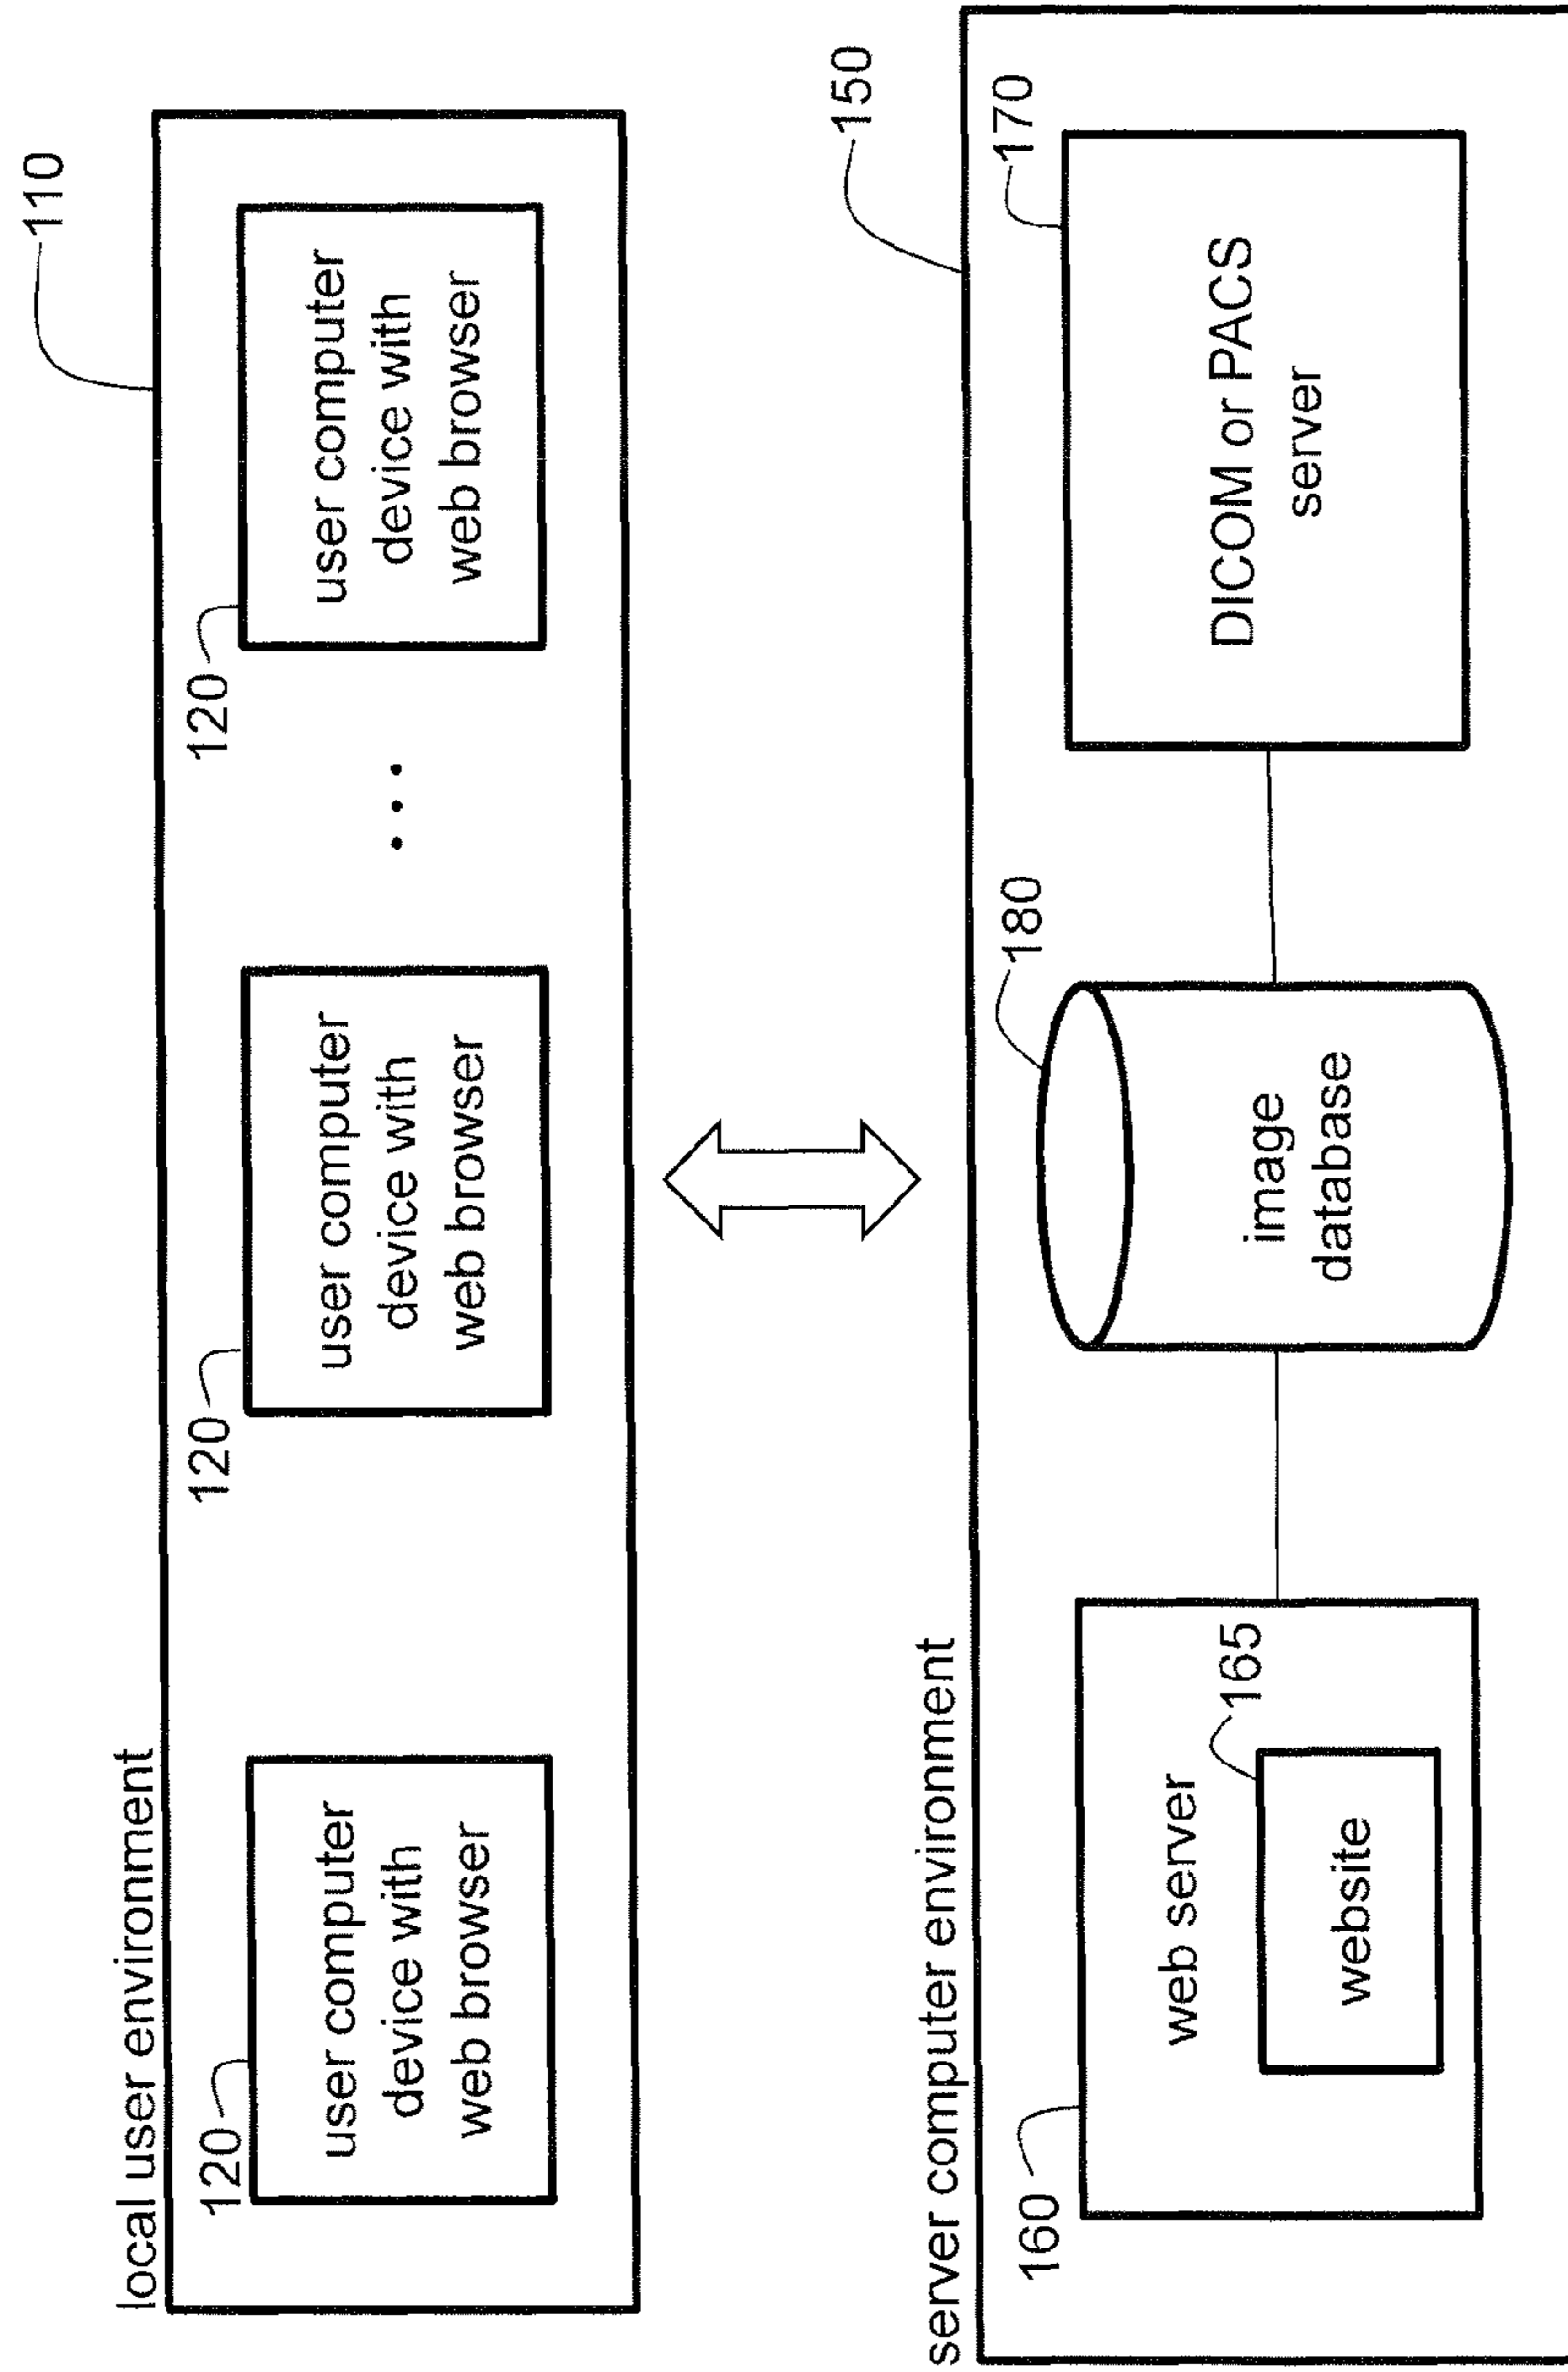 110
local user environment
120
120
120
user computer
device with
web browser
user computer
device with
web browser
...
user computer
device with
web browser
150
server computer environment
160
180
170
web server
165
website
image
database
DICOM or PACS
server